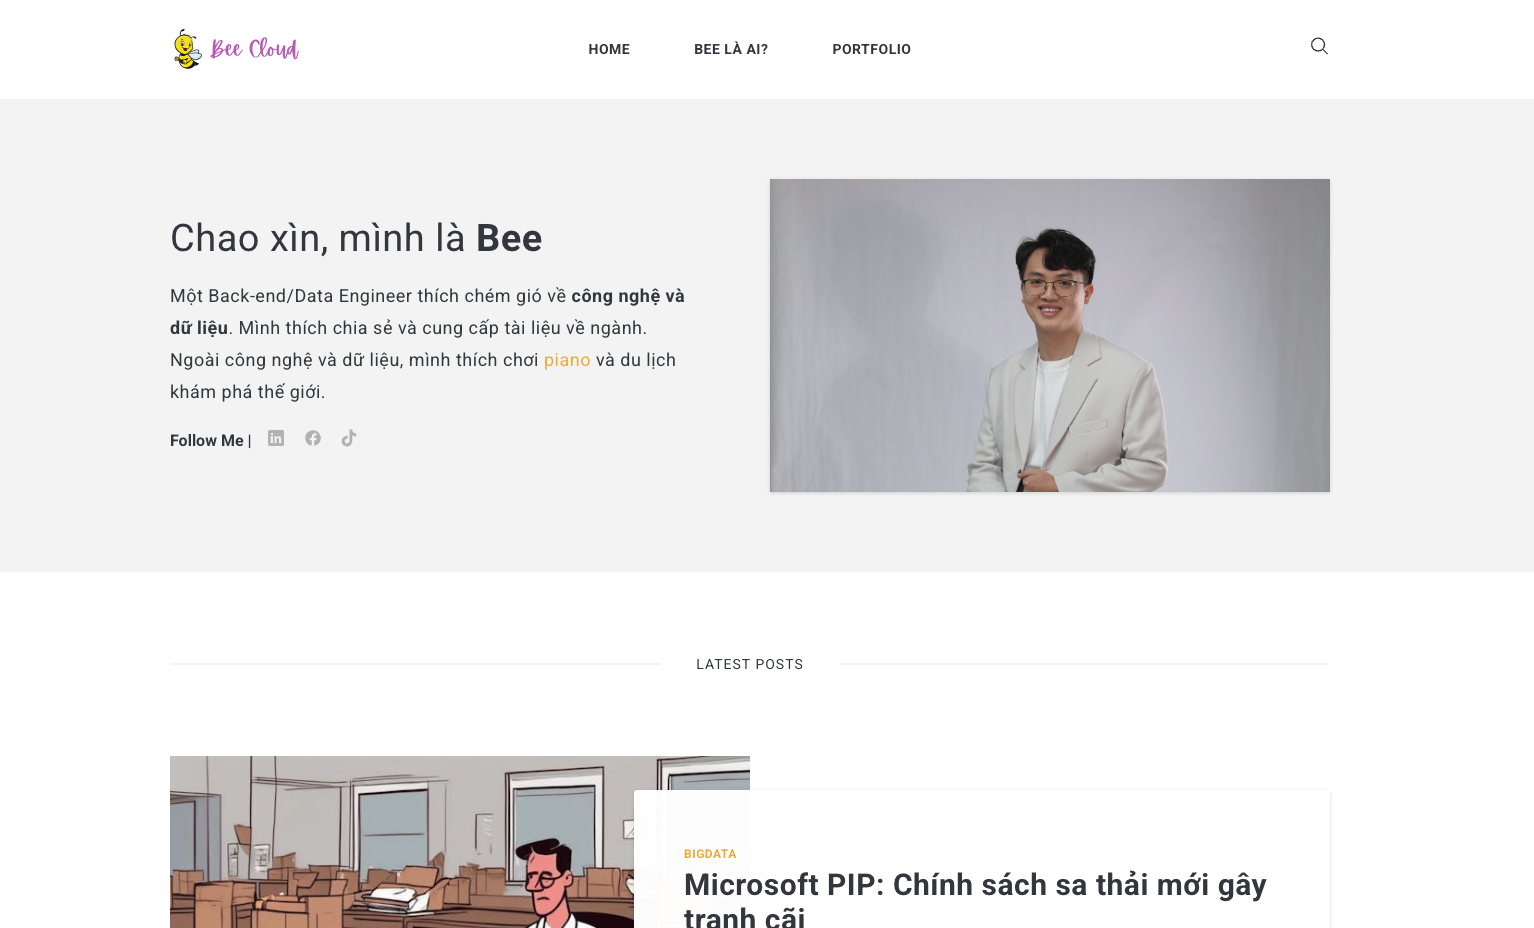 Bee Cloud
HOME
BEE LÀ AI?
PORTFOLIO
Chao xìn, mình là Bee
Một Back-end/Data Engineer thích chém gió về công nghệ và
dữ liệu. Mình thích chia sẻ và cung cấp tài liệu về ngành.
Ngoài công nghệ và dữ liệu, mình thích chơi piano và du lịch
khám phá thế giới.
Follow Me |
LATEST POSTS
BIGDATA
Microsoft PIP: Chính sách sa thải mới gây
tranh cãi